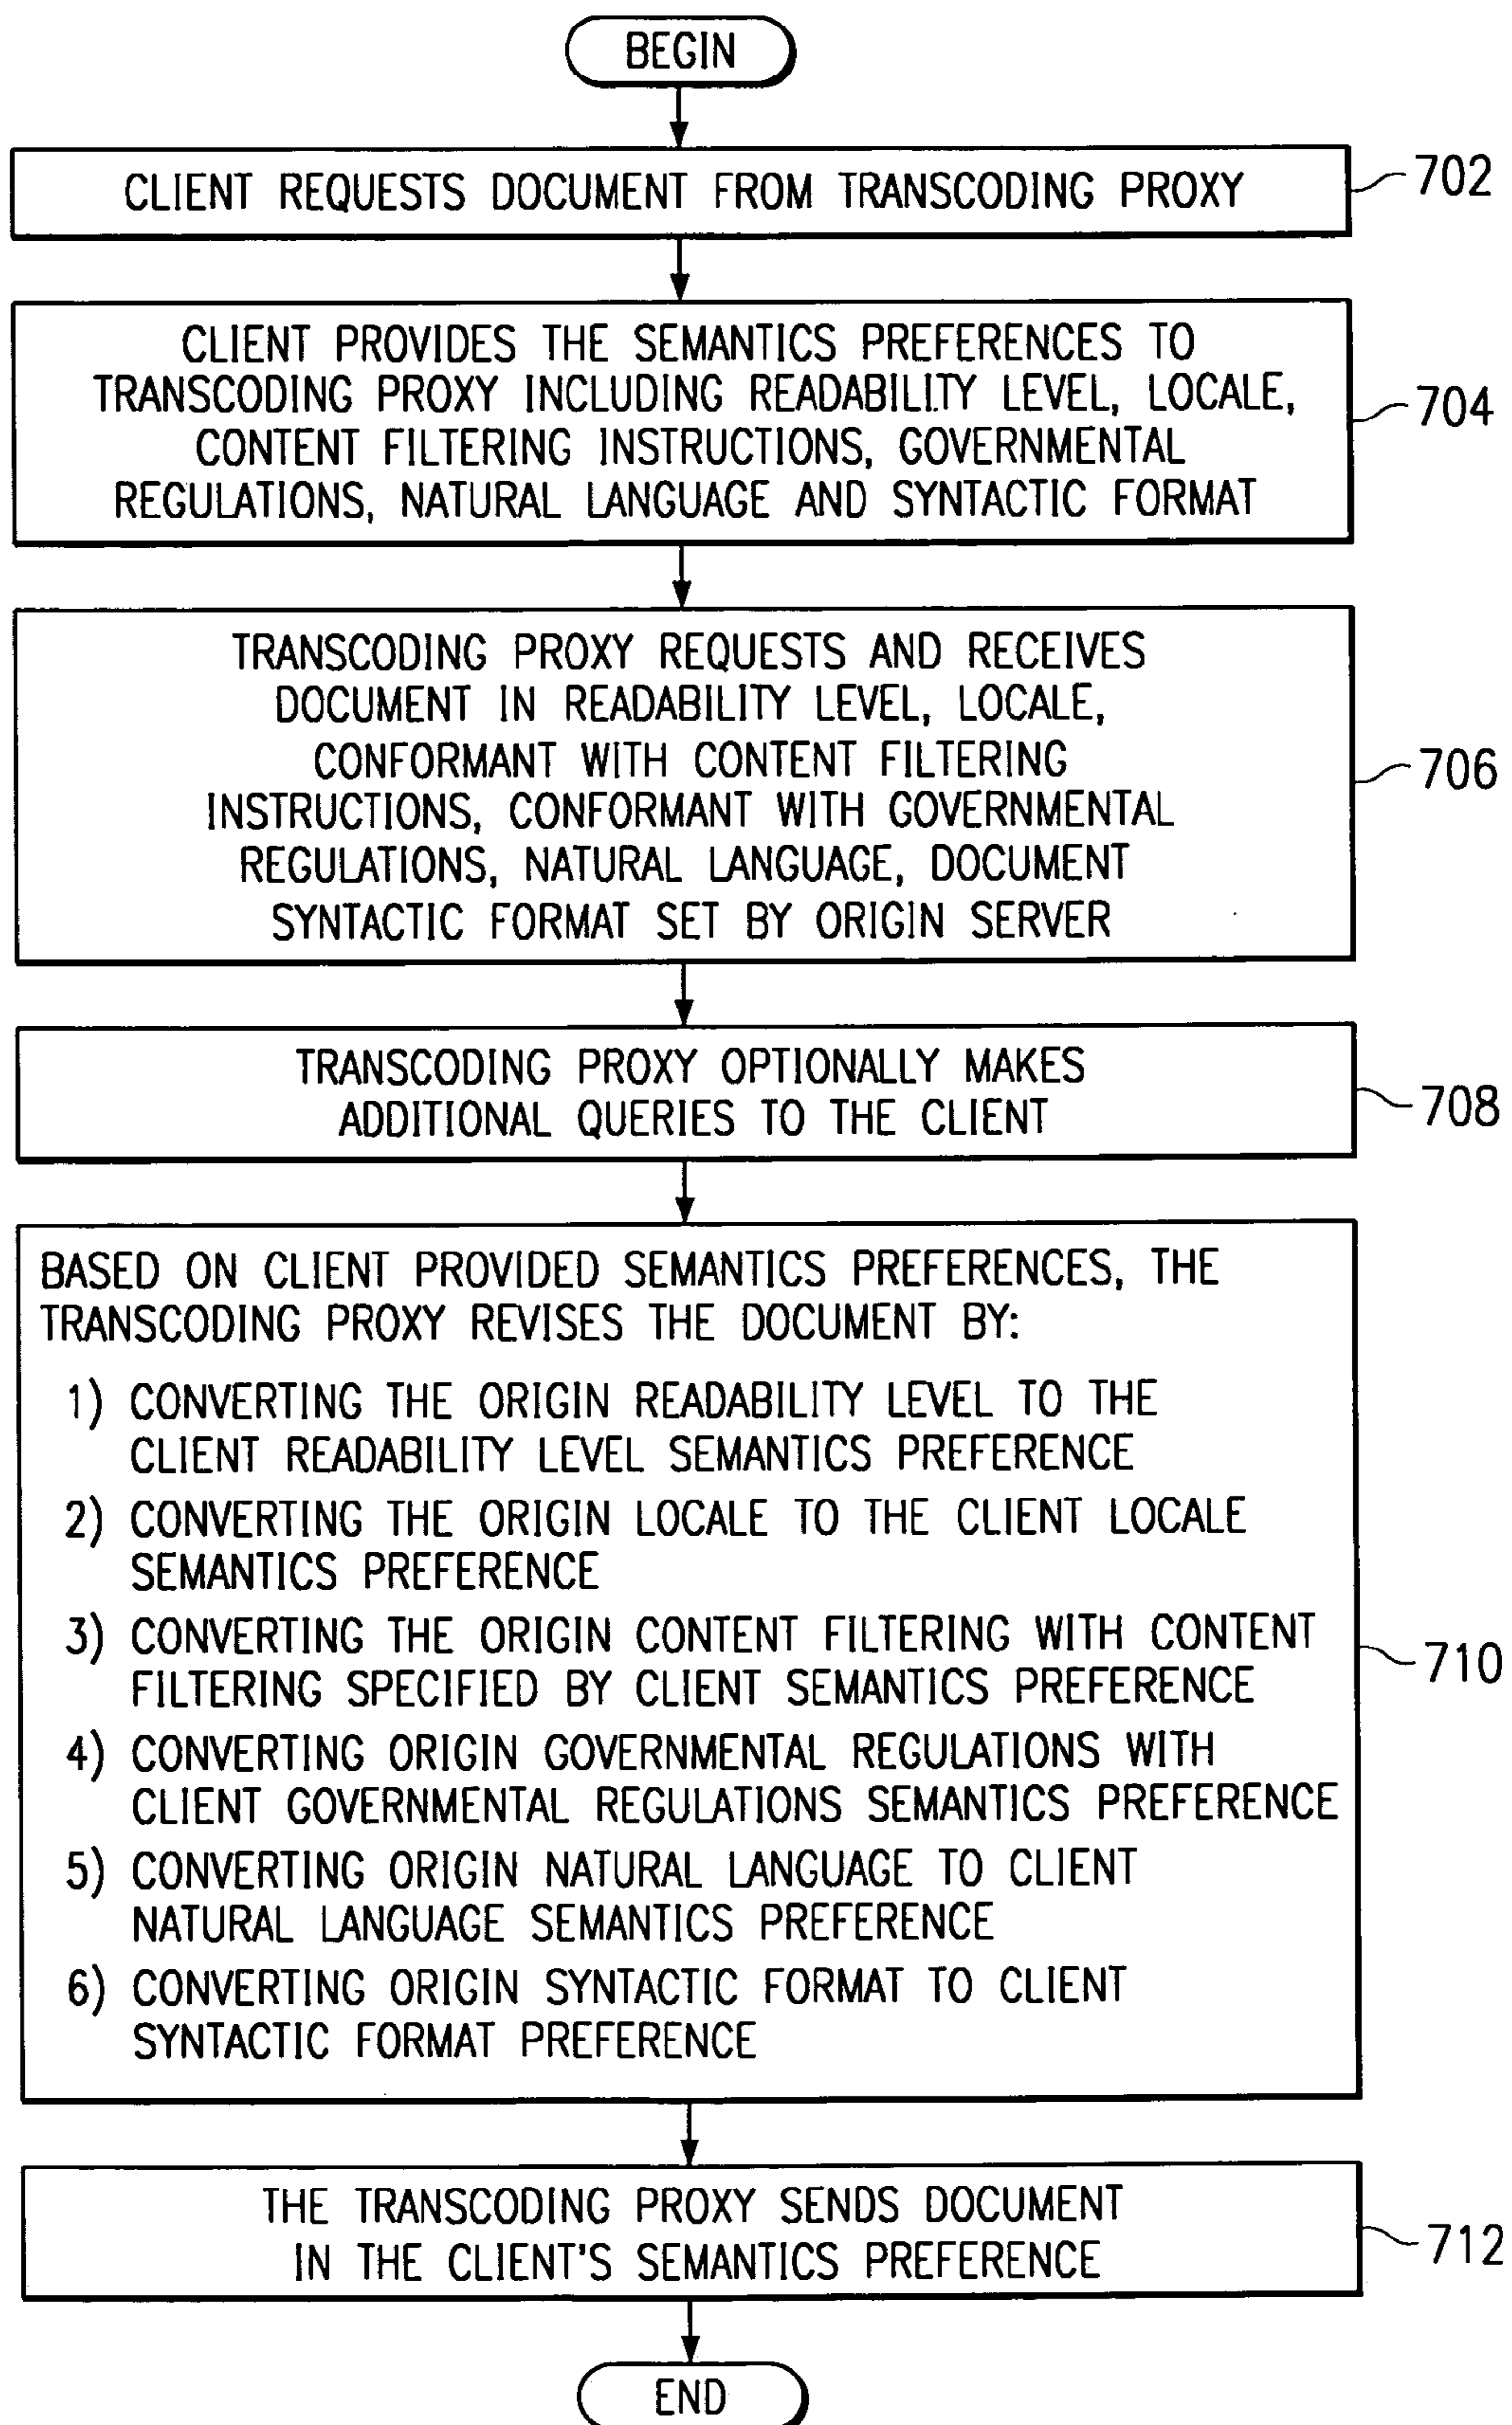 BEGIN
CLIENT REQUESTS DOCUMENT FROM TRANSCODING PROXY
702
CLIENT PROVIDES THE SEMANTICS PREFERENCES TO
TRANSCODING PROXY INCLUDING READABILITY LEVEL, LOCALE,
CONTENT FILTERING INSTRUCTIONS, GOVERNMENTAL
REGULATIONS, NATURAL LANGUAGE AND SYNTACTIC FORMAT
704
TRANSCODING PROXY REQUESTS AND RECEIVES
DOCUMENT IN READABILITY LEVEL, LOCALE,
CONFORMANT WITH CONTENT FILTERING
INSTRUCTIONS, CONFORMANT WITH GOVERNMENTAL
REGULATIONS, NATURAL LANGUAGE, DOCUMENT
SYNTACTIC FORMAT SET BY ORIGIN SERVER
706
TRANSCODING PROXY OPTIONALLY MAKES
ADDITIONAL QUERIES TO THE CLIENT
708
BASED ON CLIENT PROVIDED SEMANTICS PREFERENCES, THE
TRANSCODING PROXY REVISES THE DOCUMENT BY:
1) CONVERTING THE ORIGIN READABILITY LEVEL TO THE
CLIENT READABILITY LEVEL SEMANTICS PREFERENCE
2) CONVERTING THE ORIGIN LOCALE TO THE CLIENT LOCALE
SEMANTICS PREFERENCE
3) CONVERTING THE ORIGIN CONTENT FILTERING WITH CONTENT
FILTERING SPECIFIED BY CLIENT SEMANTICS PREFERENCE
4) CONVERTING ORIGIN GOVERNMENTAL REGULATIONS WITH
CLIENT GOVERNMENTAL REGULATIONS SEMANTICS PREFERENCE
5) CONVERTING ORIGIN NATURAL LANGUAGE TO CLIENT
NATURAL LANGUAGE SEMANTICS PREFERENCE
6) CONVERTING ORIGIN SYNTACTIC FORMAT TO CLIENT
SYNTACTIC FORMAT PREFERENCE
710
THE TRANSCODING PROXY SENDS DOCUMENT
IN THE CLIENT'S SEMANTICS PREFERENCE
712
END